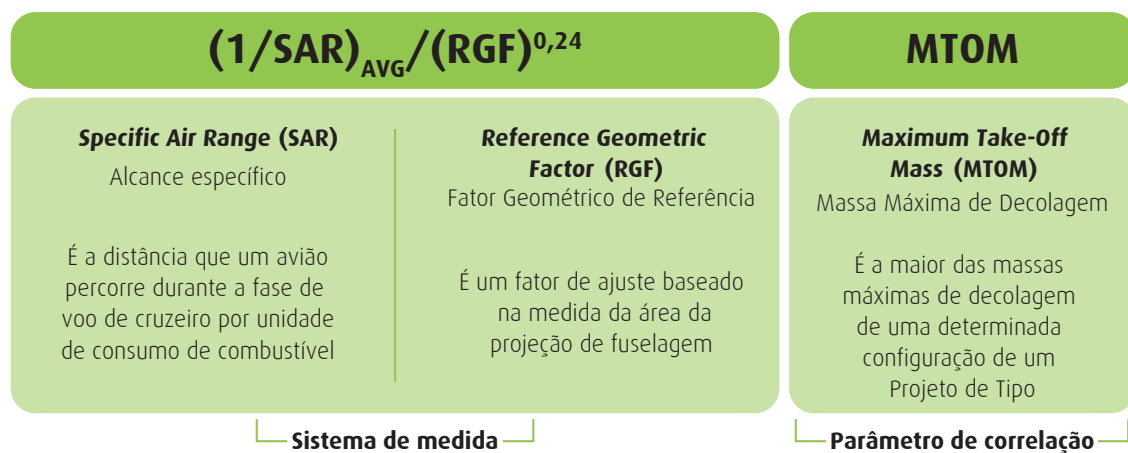 (1/SAR)AVG/(RGF)0,24
MTOM
Specific Air Range (SAR)
Alcance específico
É a distância que um avião
percorre durante a fase de
voo de cruzeiro por unidade
de consumo de combustível
Reference Geometric
Factor (RGF)
Fator Geométrico de Referência
É um fator de ajuste baseado
na medida da área da
projeção de fuselagem
Maximum Take-Off
Mass (MTOM)
Massa Máxima de Decolagem
É a maior das massas
máximas de decolagem
de uma determinada
configuração de um
Projeto de Tipo
Sistema de medida
Parâmetro de correlação